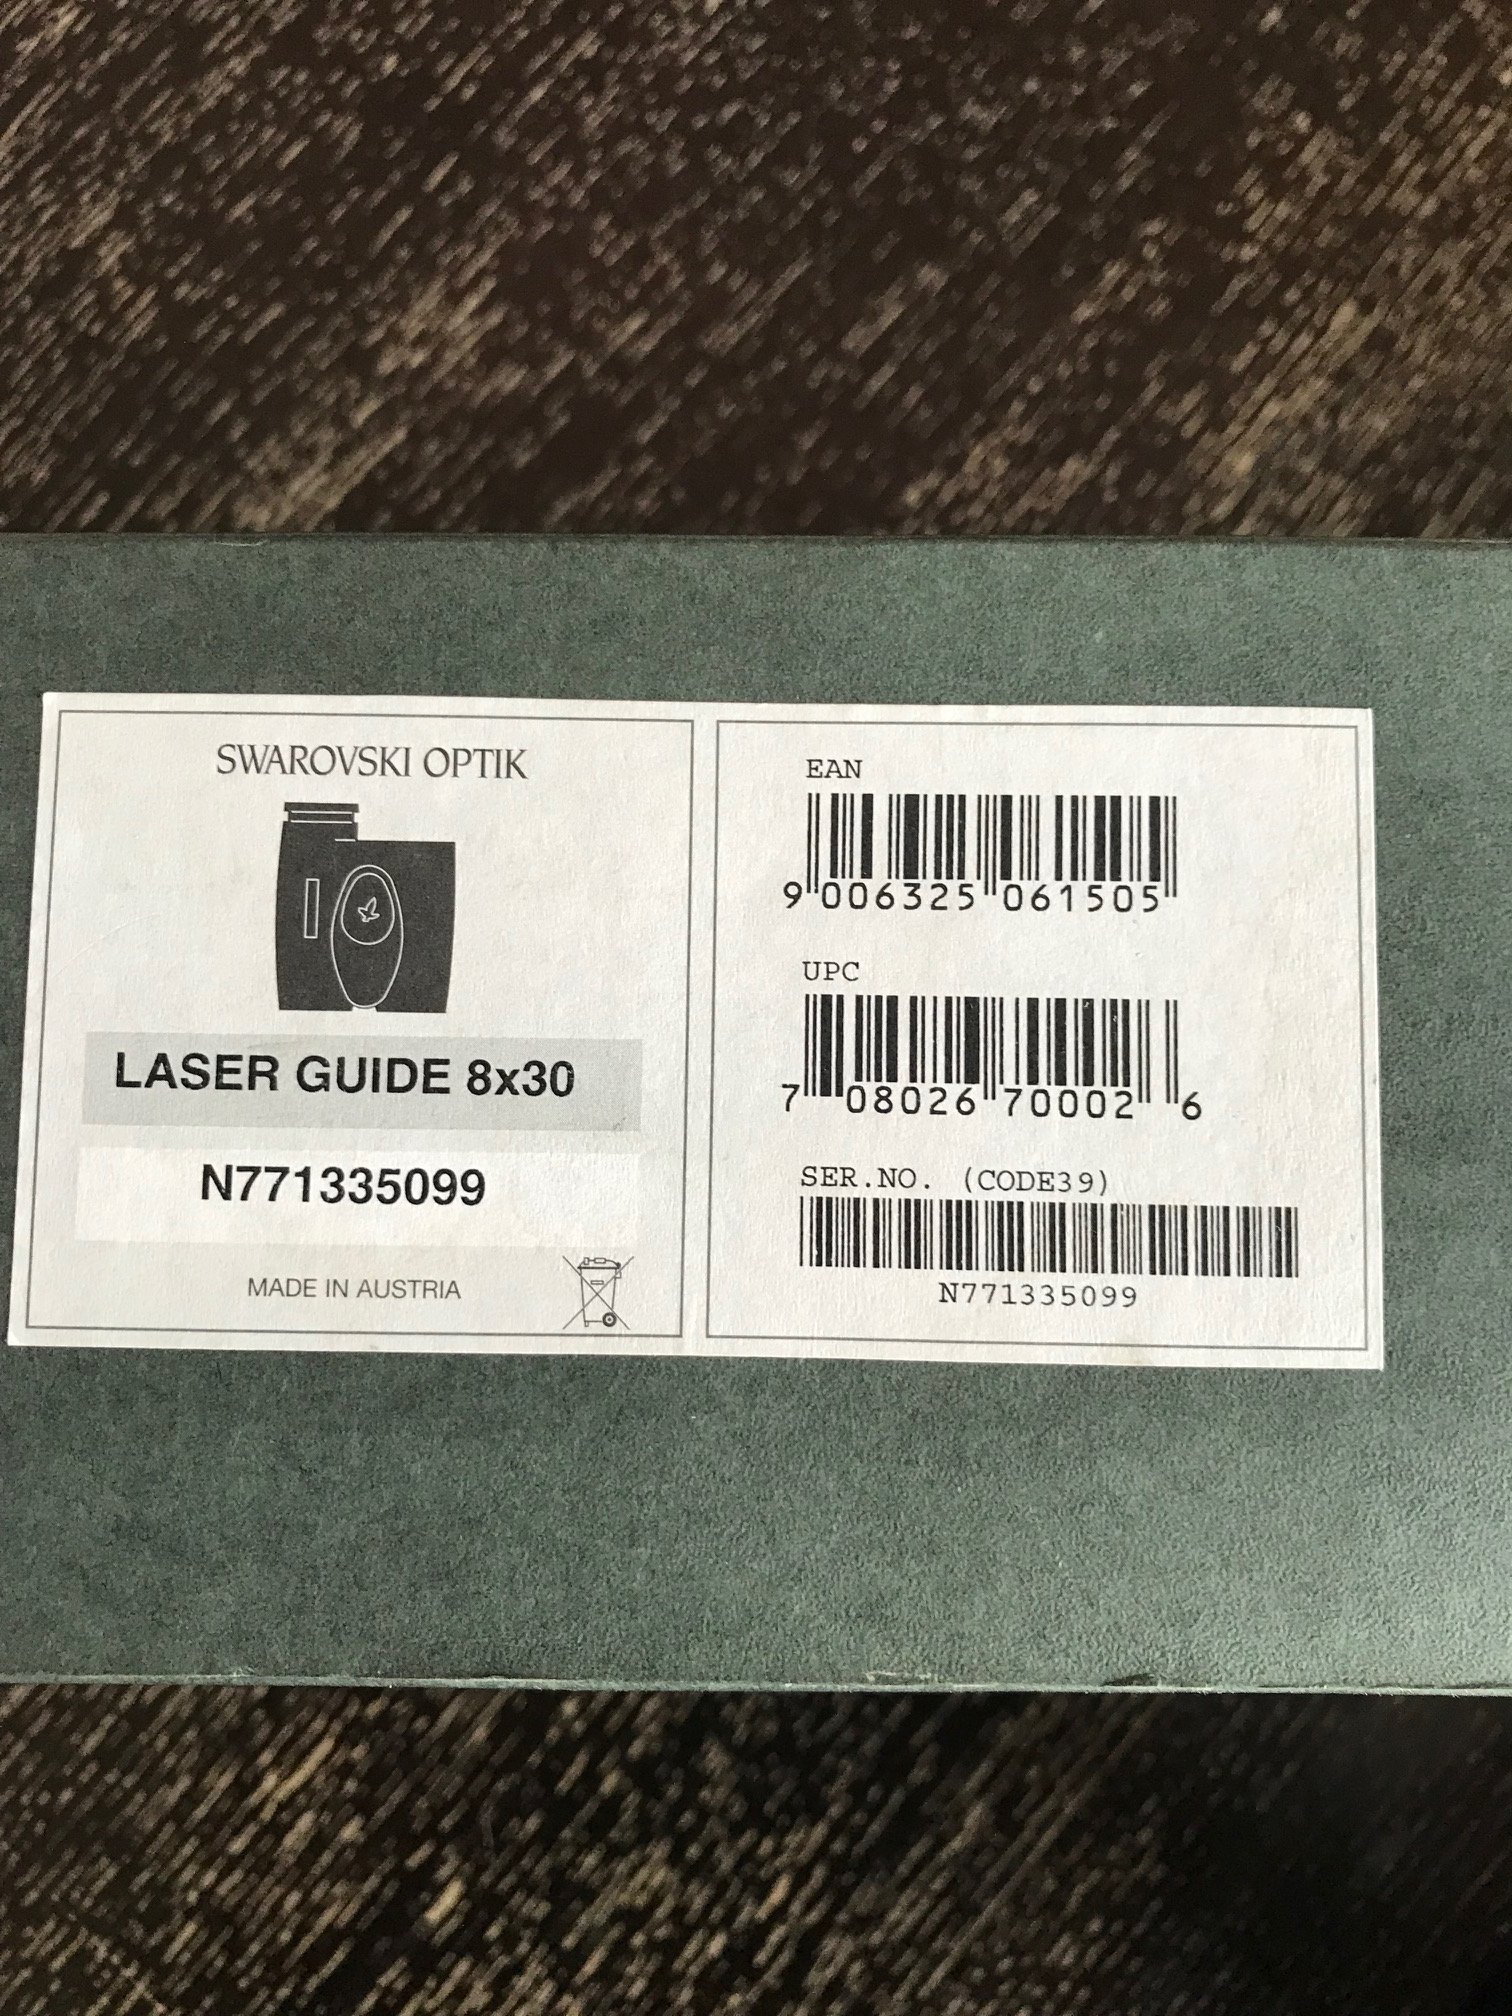 SWAROVSKI OPTIK
LASER GUIDE 8x30
N771335099
MADE IN AUSTRIA
EAN
9 006325 061505
UPC
7 08026 70002 6
SER.NO. (CODE39)
N771335099